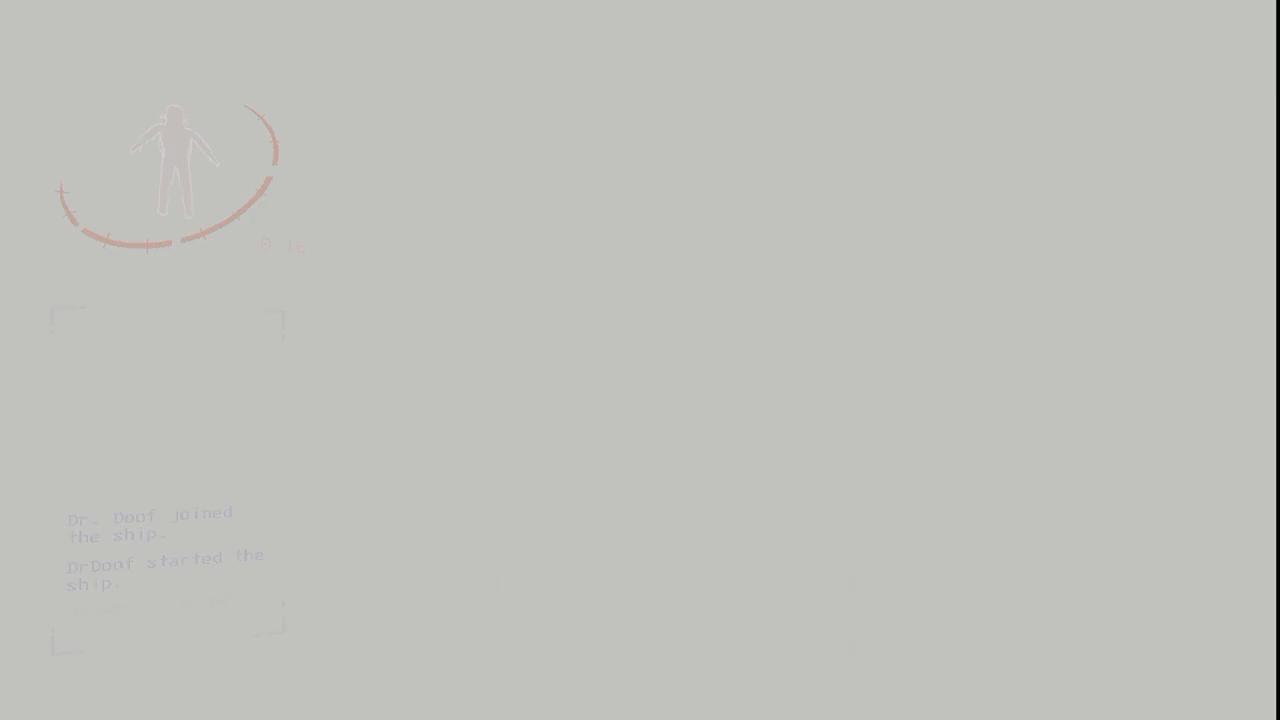 Dr. Doof joined
the ship.
DrDoof started the
ship.